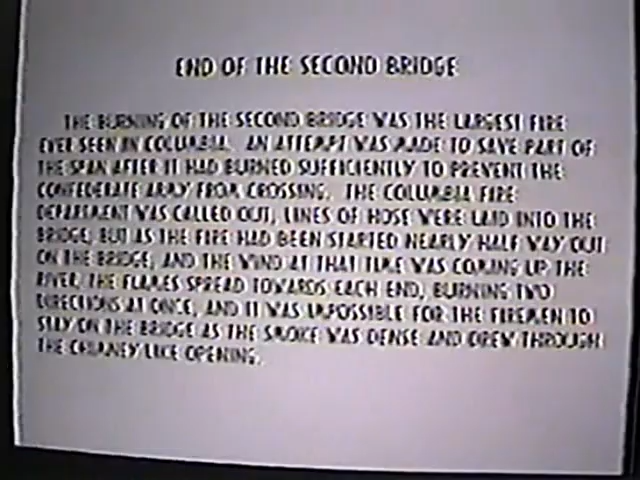 END OF THE SECOND BRIDGE
THE BURNING OF THE SECOND BRIDGE WAS THE LARGEST FIRE
EVER SEEN IN COLUMBIA. AN ATTEMPT WAS MADE TO SAVE PART OF
THE SPAN AFTER IT HAD BURNED SUFFICIENTLY TO PREVENT THE
CONFEDERATE ARMY FROM CROSSING. THE COLUMBIA FIRE
DEPARTMENT WAS CALLED OUT, LINES OF HOSE WERE LAID INTO THE
BRIDGE, BUT AS THE FIRE HAD BEEN STARTED NEARLY HALF WAY OUT
ON THE BRIDGE, AND THE WIND AT THAT TIME WAS COMING UP THE
RIVER, THE FLAMES SPREAD TOWARDS EACH END, BURNING TWO
DIRECTIONS AT ONCE, AND IT WAS IMPOSSIBLE FOR THE FIREMEN TO
STAY ON THE BRIDGE AS THE SMOKE WAS DENSE AND DREW THROUGH
THE CHIMNEY LIKE OPENING.